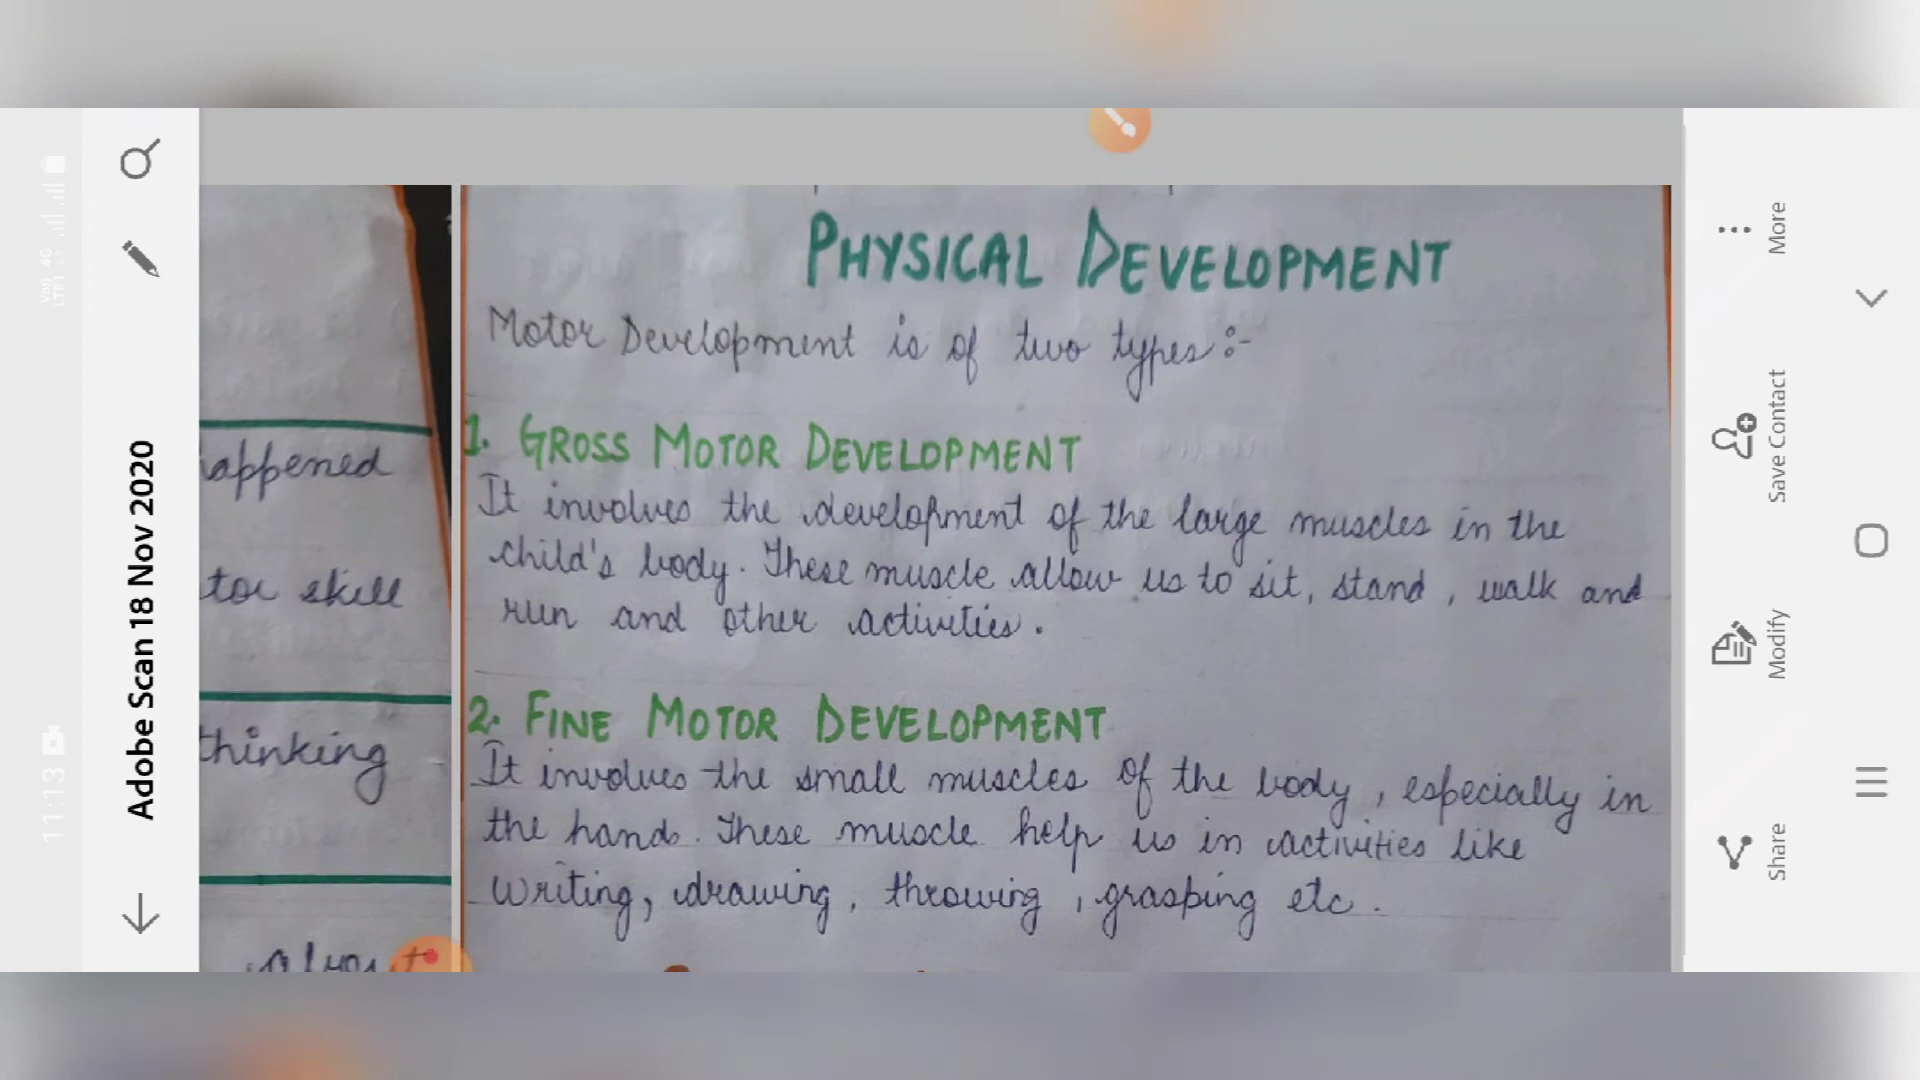 11:13
Adobe Scan 18 Nov 2020
happened
tor skill
thinking
PHYSICAL DEVELOPMENT
Motor Development is of two types:-
1. GROSS MOTOR DEVELOPMENT
It involves the development of the large muscles in the
child's body. These muscle allow us to sit, stand, walk and
run and other activities.
2. FINE MOTOR DEVELOPMENT
It involves the small muscles of the body, especially in
the hand. These muscle help us in activities like
writing, drawing, throwing, grasping etc.
More
Save Contact
Modify
Share